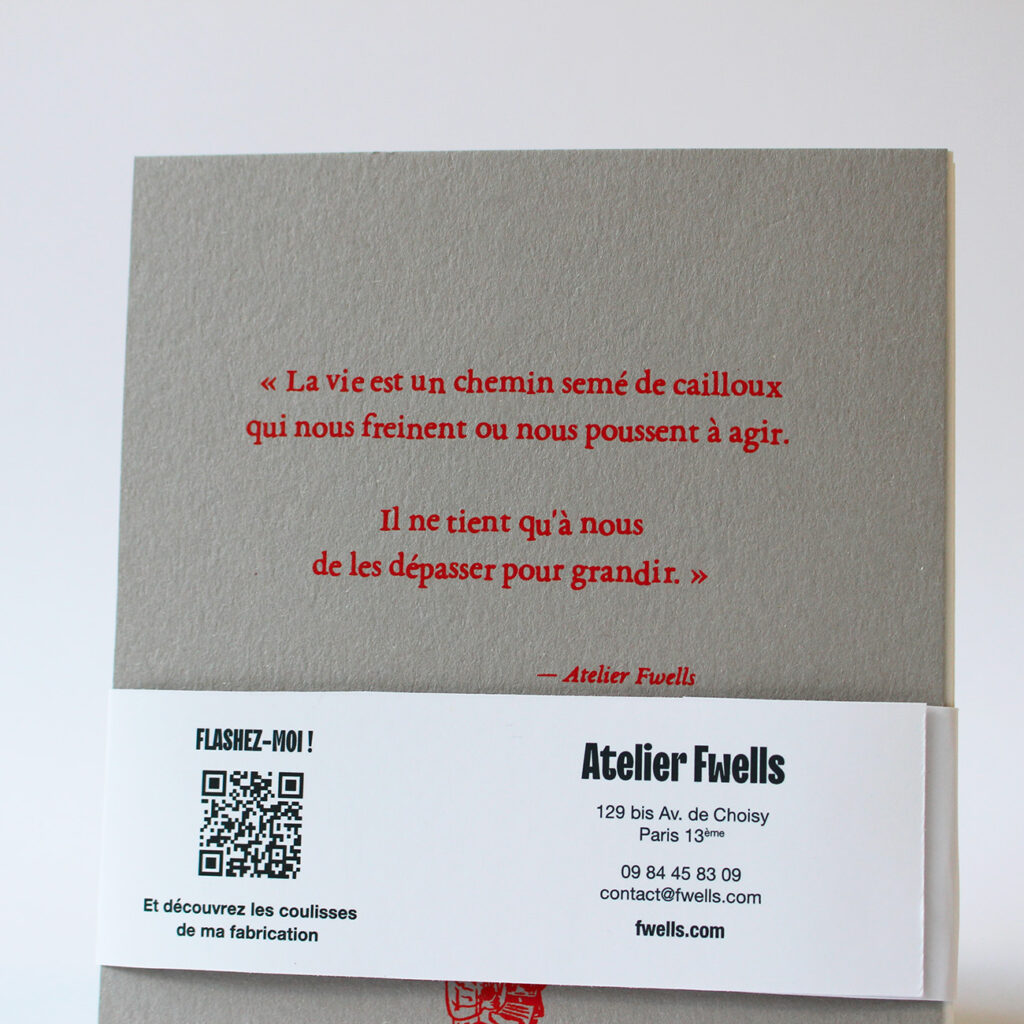 « La vie est un chemin semé de cailloux
qui nous freinent ou nous poussent à agir.
Il ne tient qu'à nous
de les dépasser pour grandir. »
— Atelier Fwells
FLASHEZ-MOI !
Et découvrez les coulisses
de ma fabrication
Atelier Fwells
129 bis Av. de Choisy
Paris 13ème
09 84 45 83 09
contact@fwells.com
fwells.com